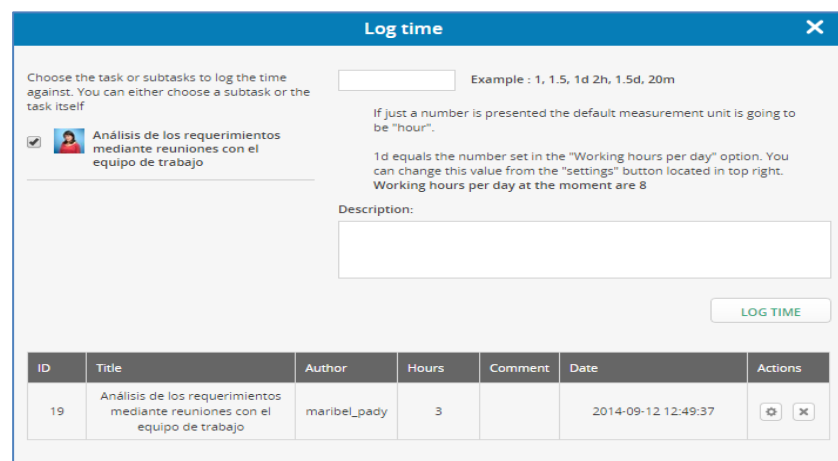 Log time
Choose the task or subtasks to log the time
against. You can either choose a subtask or the
task itself
Análisis de los requerimientos
mediante reuniones con el
equipo de trabajo
Example : 1, 1.5, 1d 2h, 1.5d, 20m
If just a number is presented the default measurement unit is going to
be "hour".
1d equals the number set in the "Working hours per day" option. You
can change this value from the "settings" button located in top right.
Working hours per day at the moment are 8
Description:
LOG TIME
ID Title Author Hours Comment Date Actions
19 Análisis de los requerimientos
mediante reuniones con el
equipo de trabajo
maribel_pady 3 2014-09-12 12:49:37